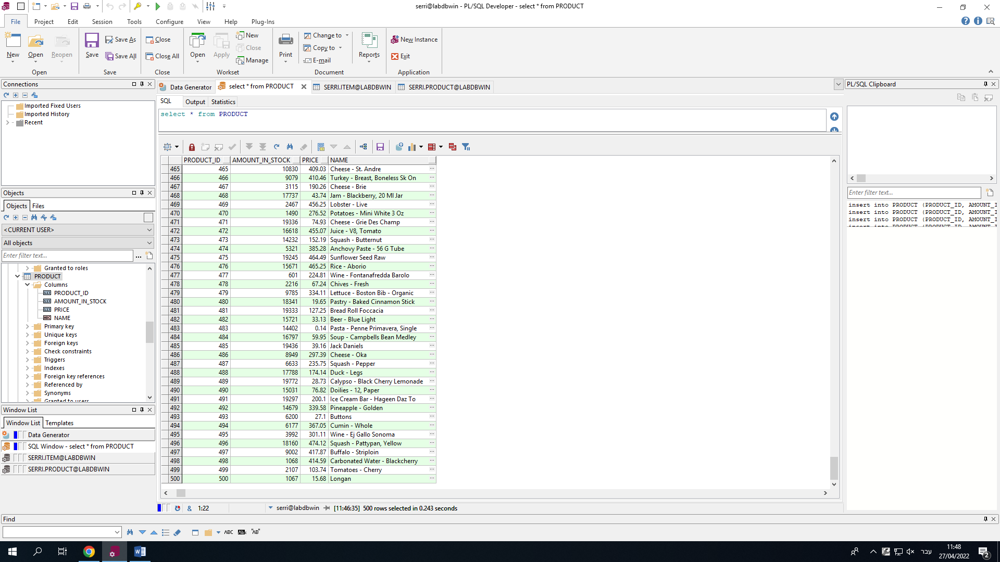 serri@labdbwin - PL/SQL Developer - select * from PRODUCT
File Project Edit Session Tools Configure View Help Plug-Ins
New Open Reopen Save Save As Save All Close Close All Open Apply New Close Manage Print Change to Copy to E-mail Reports New Instance Exit
Open Save Close Workset Document Application
Connections
Imported Fixed Users
Imported History
Recent
Objects
Objects Files
<CURRENT USER>
All objects
Enter filter text...
Granted to roles
PRODUCT
Columns
PRODUCT_ID
AMOUNT_IN_STOCK
PRICE
NAME
Primary key
Unique keys
Foreign keys
Check constraints
Triggers
Indexes
Foreign key references
Referenced by
Synonyms
Granted to users
Window List
Window List Templates
Data Generator
SQL Window - select * from PRODUCT
SERRI.ITEM@LABDBWIN
SERRI.PRODUCT@LABDBWIN
Data Generator select * from PRODUCT SERRI.ITEM@LABDBWIN SERRI.PRODUCT@LABDBWIN
SQL Output Statistics
select * from PRODUCT
PRODUCT_ID AMOUNT_IN_STOCK PRICE NAME
465 465 10830 409.03 Cheese - St. Andre ...
466 466 9079 410.46 Turkey - Breast, Boneless Sk On ...
467 467 3115 190.26 Cheese - Brie ...
468 468 17737 43.74 Jam - Blackberry, 20 Ml Jar ...
469 469 2467 456.25 Lobster - Live ...
470 470 1490 276.52 Potatoes - Mini White 3 Oz ...
471 471 19336 74.93 Cheese - Grie Des Champ ...
472 472 16618 455.07 Juice - V8, Tomato ...
473 473 14232 152.19 Squash - Butternut ...
474 474 5321 385.28 Anchovy Paste - 56 G Tube ...
475 475 19245 464.49 Sunflower Seed Raw ...
476 476 15671 465.25 Rice - Aborio ...
477 477 601 224.81 Wine - Fontanafredda Barolo ...
478 478 2216 67.24 Chives - Fresh ...
479 479 9785 334.11 Lettuce - Boston Bib - Organic ...
480 480 18341 19.65 Pastry - Baked Cinnamon Stick ...
481 481 19333 127.25 Bread Roll Foccacia ...
482 482 15721 33.13 Beer - Blue Light ...
483 483 14402 0.14 Pasta - Penne Primavera, Single ...
484 484 16797 59.95 Soup - Campbells Bean Medley ...
485 485 19436 39.16 Jack Daniels ...
486 486 8949 297.39 Cheese - Oka ...
487 487 6633 235.75 Squash - Pepper ...
488 488 17788 174.14 Duck - Legs ...
489 489 19772 28.73 Calypso - Black Cherry Lemonade ...
490 490 15031 76.82 Doilies - 12, Paper ...
491 491 19297 200.1 Ice Cream Bar - Hageen Daz To ...
492 492 14679 339.58 Pineapple - Golden ...
493 493 6200 27.1 Buttons ...
494 494 6177 367.05 Cumin - Whole ...
495 495 3992 301.11 Wine - Ej Gallo Sonoma ...
496 496 18160 474.12 Squash - Pattypan, Yellow ...
497 497 9002 417.87 Buffalo - Striploin ...
498 498 1068 414.59 Carbonated Water - Blackcherry ...
499 499 2107 103.74 Tomatoes - Cherry ...
500 500 1067 15.68 Longan ...
& 1:22 serri@labdbwin [11:46:35] 500 rows selected in 0.243 seconds
PL/SQL Clipboard
Enter filter text...
insert into PRODUCT (PRODUCT_ID, AMOUNT_I
insert into PRODUCT (PRODUCT_ID, AMOUNT_I
insert into PRODUCT (PRODUCT_ID, AMOUNT_I
insert into PRODUCT (PRODUCT_ID, AMOUNT_I
Find
ABC AB "AB"
עבר
11:48
27/04/2022
2